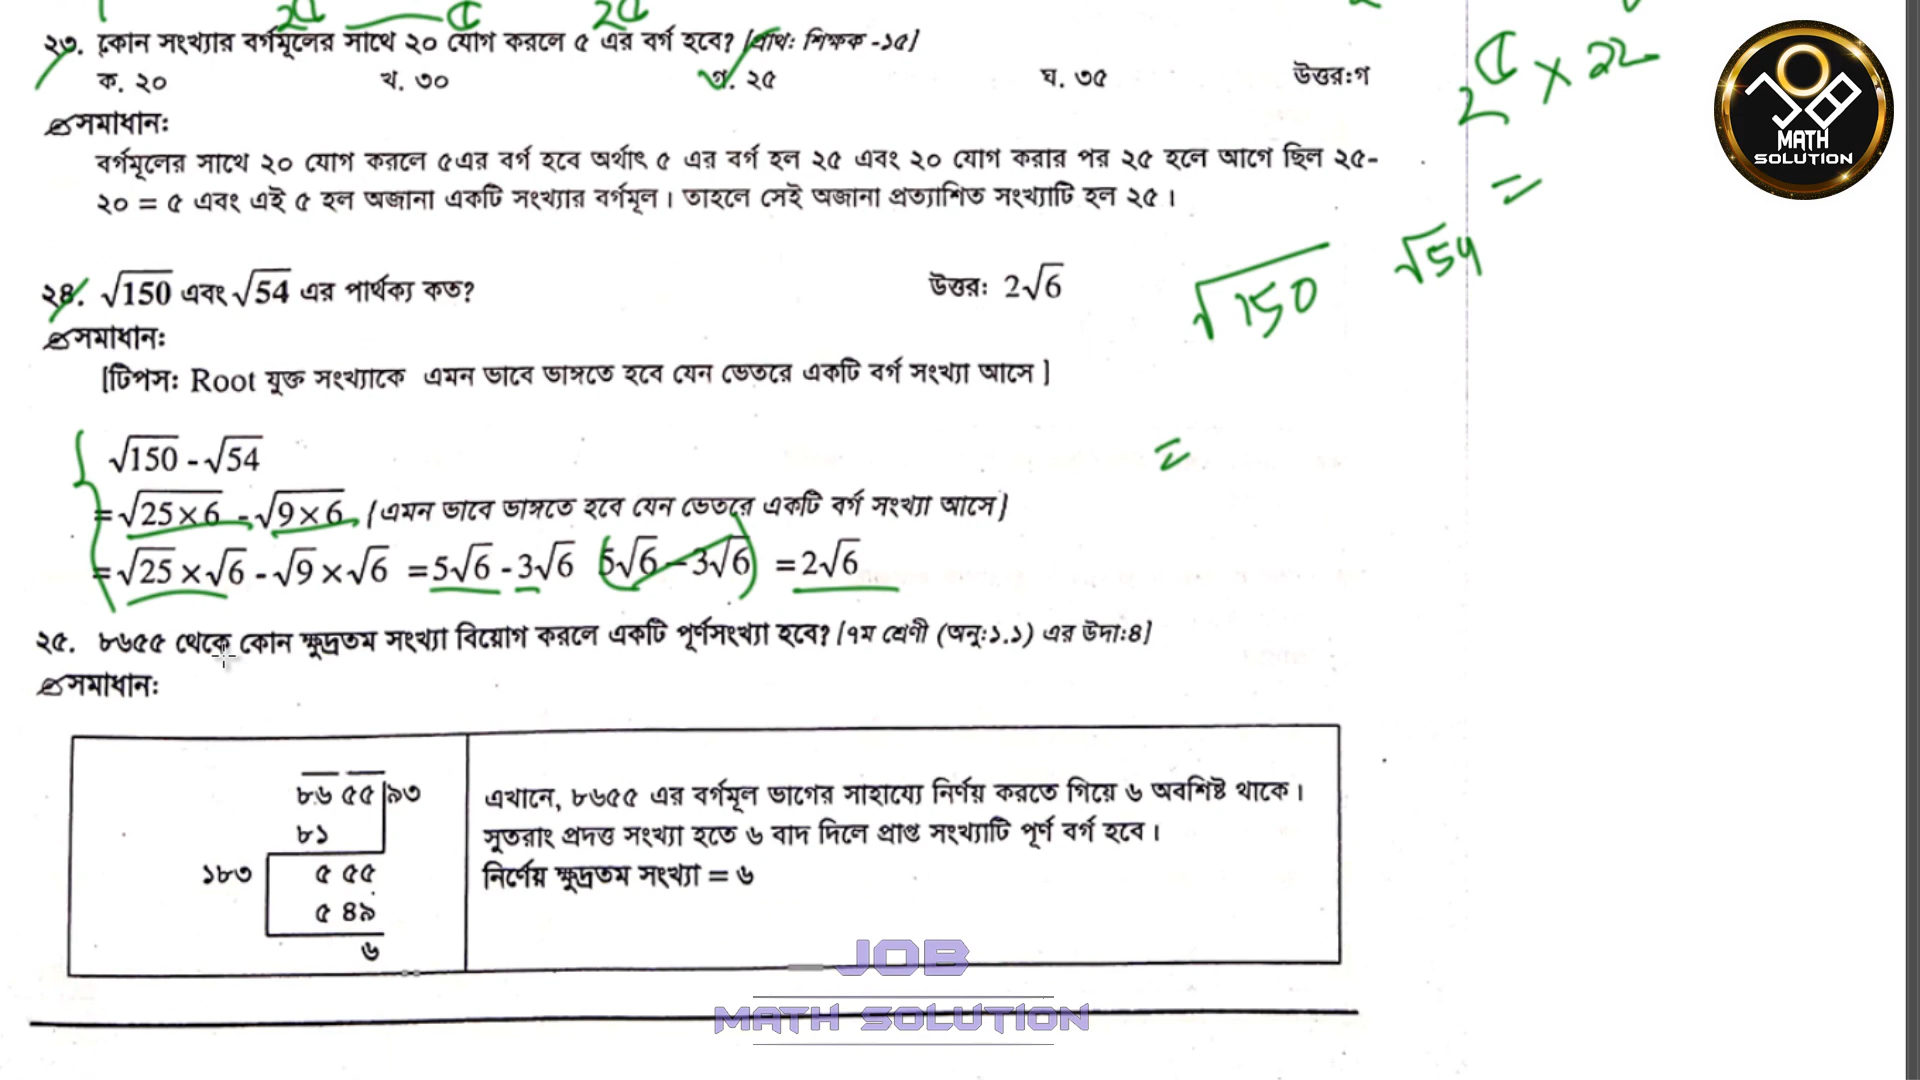 ২৫ ৫ ২৫
২৩. কোন সংখ্যার বর্গমূলের সাথে ২০ যোগ করলে ৫ এর বর্গ হবে? [প্রাথ: শিক্ষক -১৫]
ক. ২০ খ. ৩০ গ. ২৫ ঘ. ৩৫ উত্তর:গ
JOB
MATH
SOLUTION
সমাধান:
বর্গমূলের সাথে ২০ যোগ করলে ৫এর বর্গ হবে অর্থাৎ ৫ এর বর্গ হল ২৫ এবং ২০ যোগ করার পর ২৫ হলে আগে ছিল ২৫-
২০ = ৫ এবং এই ৫ হল অজানা একটি সংখ্যার বর্গমূল। তাহলে সেই অজানা প্রত্যাশিত সংখ্যাটি হল ২৫।
=
২৪. √150 এবং √54 এর পার্থক্য কত? উত্তর: 2√6
√150 √54
সমাধান:
[টিপস: Root যুক্ত সংখ্যাকে এমন ভাবে ভাঙ্গতে হবে যেন ভেতরে একটি বর্গ সংখ্যা আসে]
√150 - √54
=
= √25×6 - √9×6 [এমন ভাবে ভাঙ্গতে হবে যেন ভেতরে একটি বর্গ সংখ্যা আসে]
= √25 × √6 - √9 × √6 = 5√6 - 3√6 5√6 – 3√6 = 2√6
২৫. ৮৬৫৫ থেকে কোন ক্ষুদ্রতম সংখ্যা বিয়োগ করলে একটি পূর্ণসংখ্যা হবে? [৭ম শ্রেণী (অনু:১.১) এর উদা:৪]
সমাধান:
৮৬ ৫৫ ৯৩
৮১
১৮৩ ৫ ৫৫
৫ ৪৯
৬
এখানে, ৮৬৫৫ এর বর্গমূল ভাগের সাহায্যে নির্ণয় করতে গিয়ে ৬ অবশিষ্ট থাকে।
সুতরাং প্রদত্ত সংখ্যা হতে ৬ বাদ দিলে প্রাপ্ত সংখ্যাটি পূর্ণ বর্গ হবে।
নির্ণেয় ক্ষুদ্রতম সংখ্যা = ৬
JOB
MATH SOLUTION